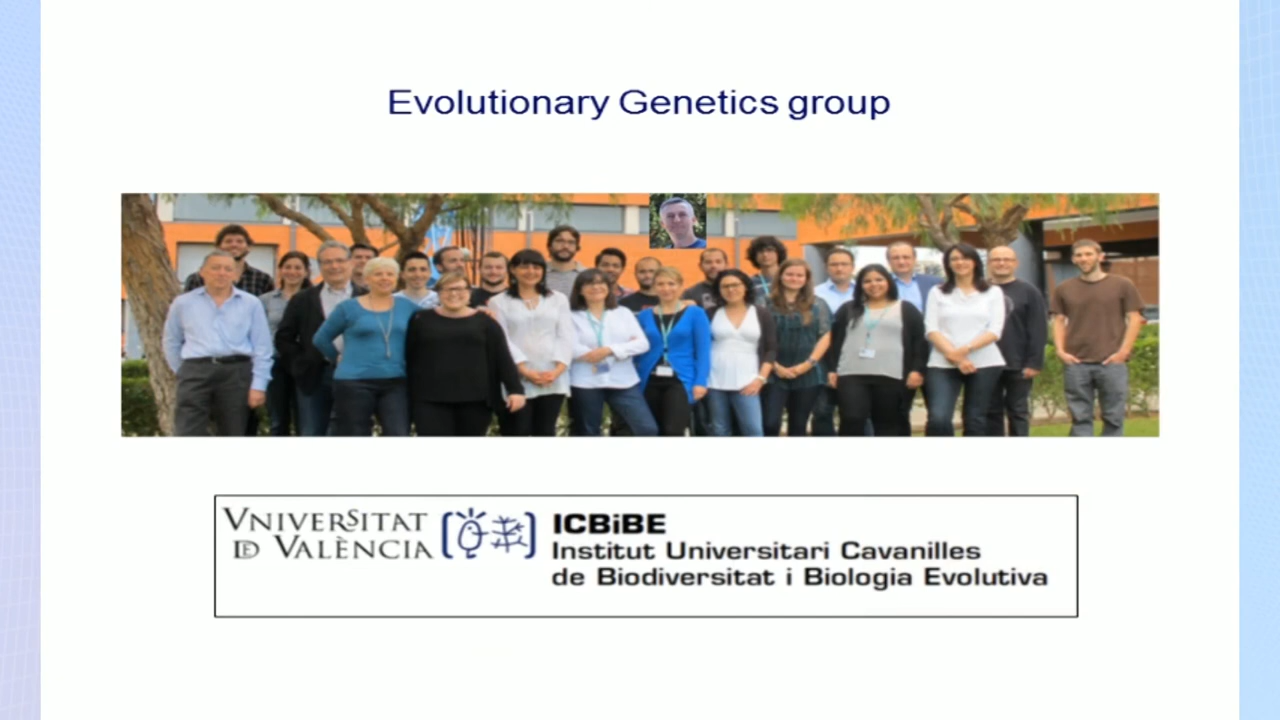 Evolutionary Genetics group
VNIVERSITAT
DE VALÈNCIA
ICBiBE
Institut Universitari Cavanilles
de Biodiversitat i Biologia Evolutiva